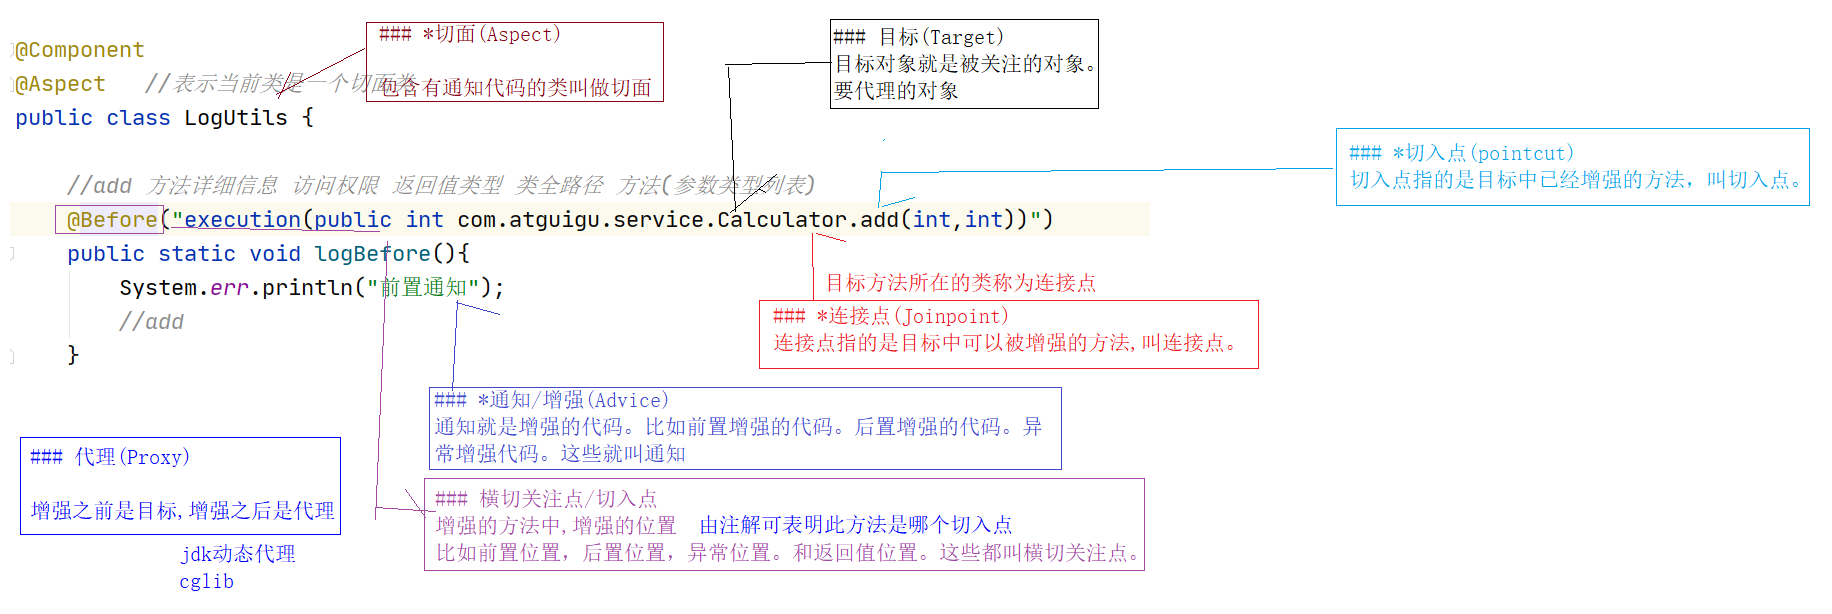 ### *切面(Aspect)
包含有通知代码的类叫做切面
### 目标(Target)
目标对象就是被关注的对象。
要代理的对象
@Component
@Aspect //表示当前类是一个切面类
public class LogUtils {
### *切入点(pointcut)
切入点指的是目标中已经增强的方法，叫切入点。
//add 方法详细信息 访问权限 返回值类型 类全路径 方法(参数类型列表)
@Before("execution(public int com.atguigu.service.Calculator.add(int,int))")
public static void logBefore(){
System.err.println("前置通知");
//add
}
目标方法所在的类称为连接点
### *连接点(Joinpoint)
连接点指的是目标中可以被增强的方法,叫连接点。
### *通知/增强(Advice)
通知就是增强的代码。比如前置增强的代码。后置增强的代码。异
常增强代码。这些就叫通知
### 代理(Proxy)
增强之前是目标,增强之后是代理
jdk动态代理
cglib
### 横切关注点/切入点
增强的方法中,增强的位置 由注解可表明此方法是哪个切入点
比如前置位置，后置位置，异常位置。和返回值位置。这些都叫横切关注点。